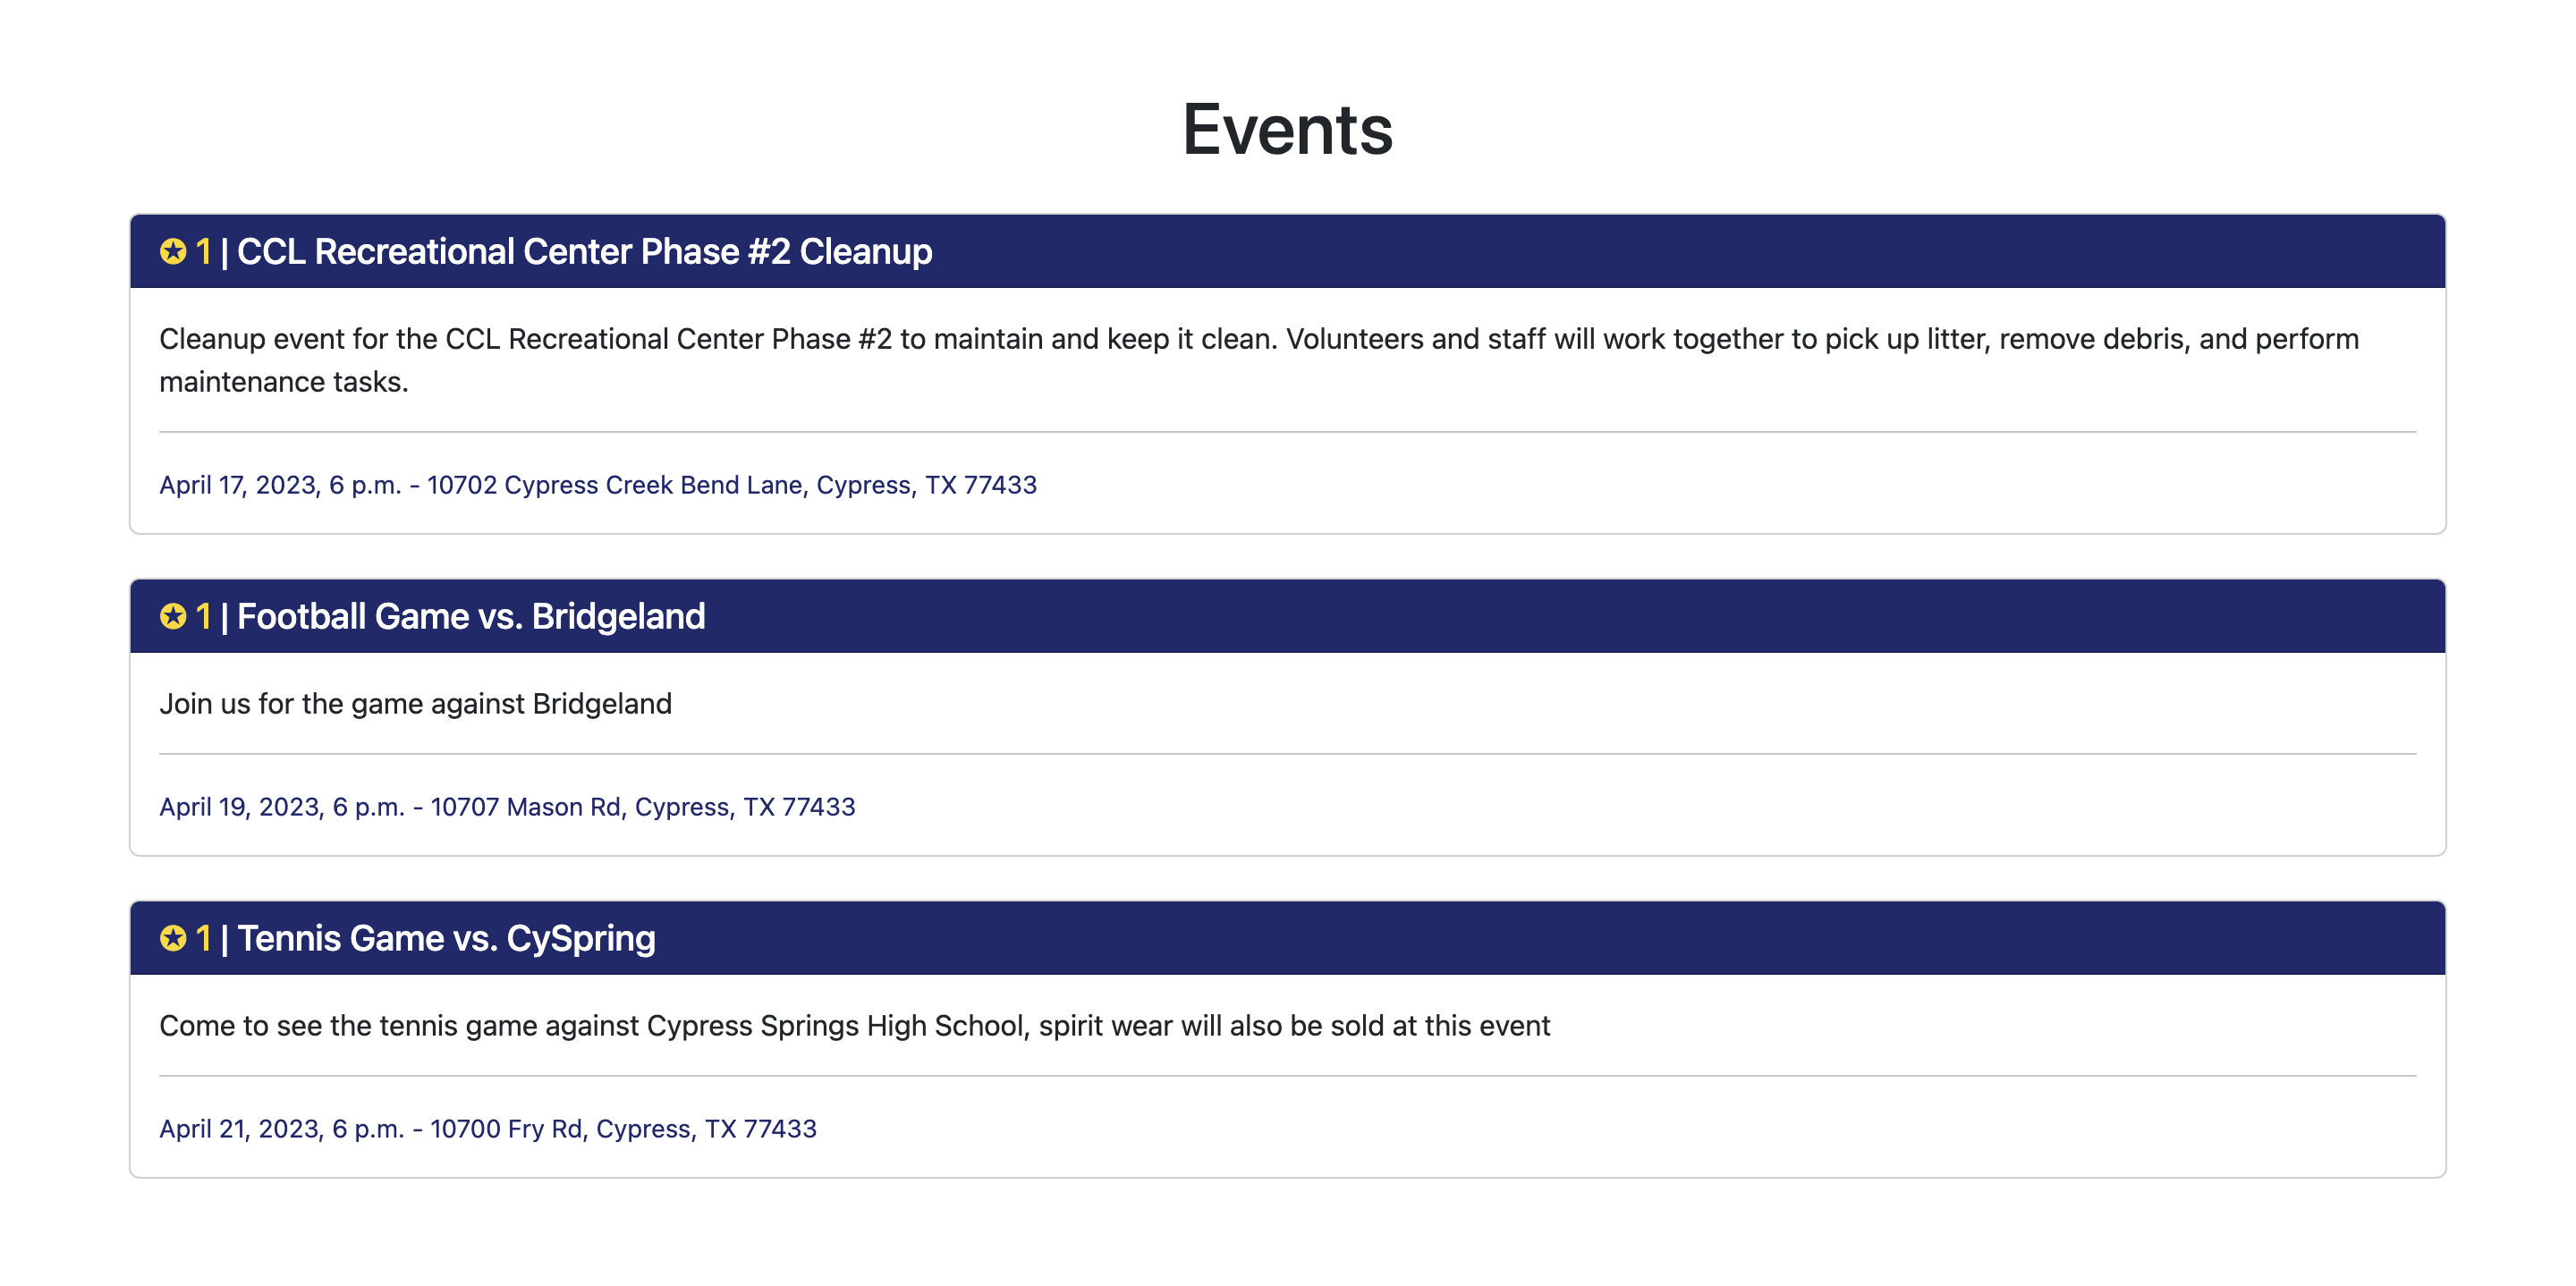 Events
✪ 1 | CCL Recreational Center Phase #2 Cleanup
Cleanup event for the CCL Recreational Center Phase #2 to maintain and keep it clean. Volunteers and staff will work together to pick up litter, remove debris, and perform
maintenance tasks.
April 17, 2023, 6 p.m. - 10702 Cypress Creek Bend Lane, Cypress, TX 77433
✪ 1 | Football Game vs. Bridgeland
Join us for the game against Bridgeland
April 19, 2023, 6 p.m. - 10707 Mason Rd, Cypress, TX 77433
✪ 1 | Tennis Game vs. CySpring
Come to see the tennis game against Cypress Springs High School, spirit wear will also be sold at this event
April 21, 2023, 6 p.m. - 10700 Fry Rd, Cypress, TX 77433